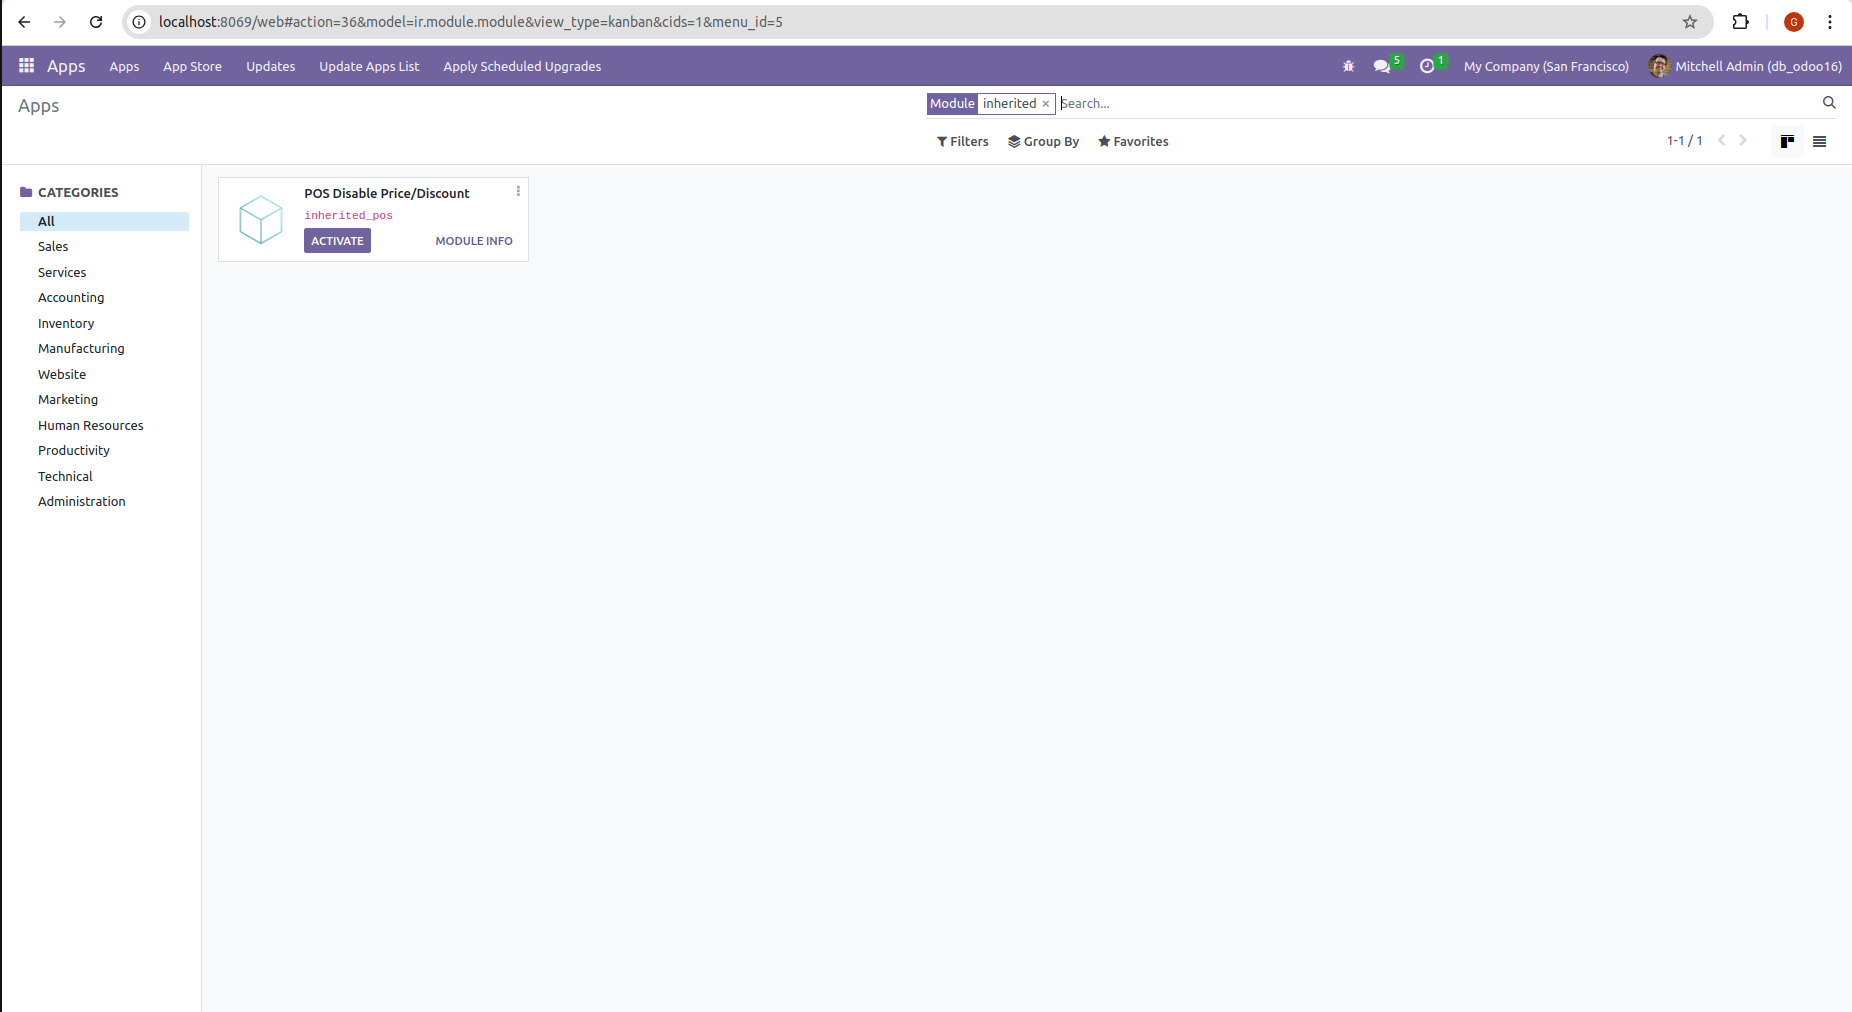 localhost:8069/web#action=36&model=ir.module.module&view_type=kanban&cids=1&menu_id=5
G
Apps
Apps
App Store
Updates
Update Apps List
Apply Scheduled Upgrades
5
1
My Company (San Francisco)
Mitchell Admin (db_odoo16)
Apps
Module
inherited ×
Search...
Filters
Group By
Favorites
1-1 / 1
CATEGORIES
All
Sales
Services
Accounting
Inventory
Manufacturing
Website
Marketing
Human Resources
Productivity
Technical
Administration
POS Disable Price/Discount
inherited_pos
ACTIVATE
MODULE INFO